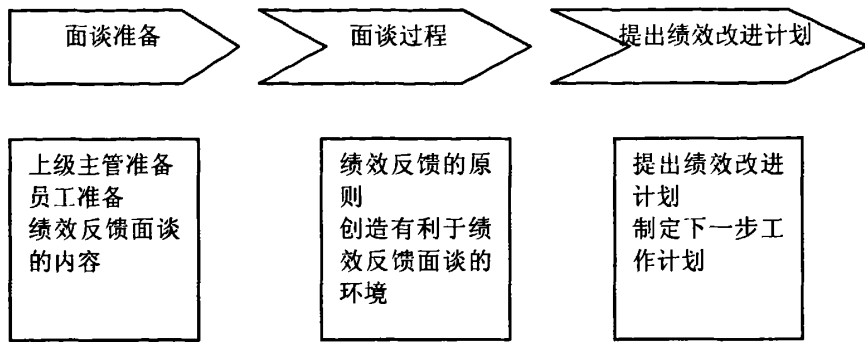 面谈准备
面谈过程
提出绩效改进计划
上级主管准备
员工准备
绩效反馈面谈
的内容
绩效反馈的原
则
创造有利于绩
效反馈面谈的
环境
提出绩效改进
计划
制定下一步工
作计划